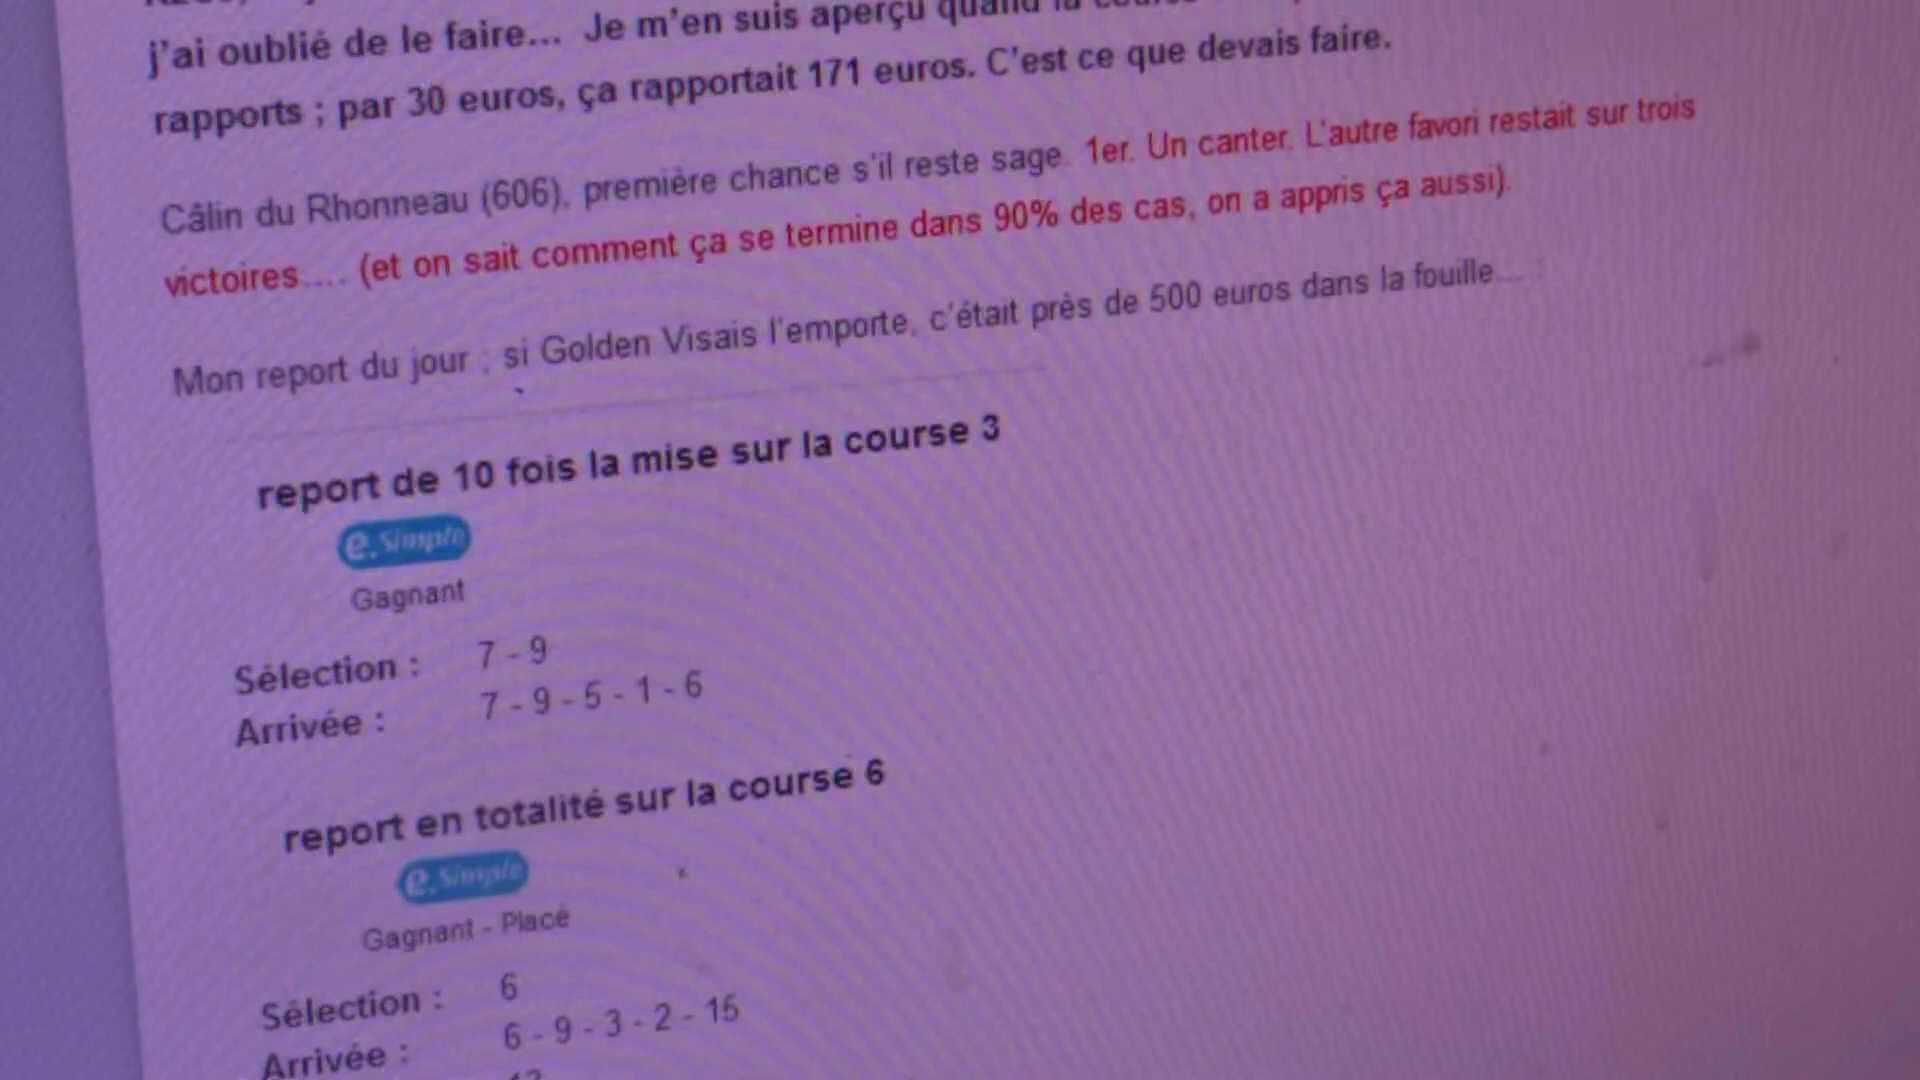 j'ai oublié de le faire... Je m'en suis aperçu quand la
rapports ; par 30 euros, ça rapportait 171 euros. C'est ce que devais faire.
Câlin du Rhonneau (606), première chance s'il reste sage. 1er. Un canter. L'autre favori restait sur trois
victoires.... (et on sait comment ça se termine dans 90% des cas, on a appris ça aussi).
Mon report du jour : si Golden Visais l'emporte, c'était près de 500 euros dans la fouille....
report de 10 fois la mise sur la course 3
e.Simple
Gagnant
Sélection : 7 - 9
Arrivée : 7 - 9 - 5 - 1 - 6
report en totalité sur la course 6
e.Simple
Gagnant - Placé
Sélection : 6
Arrivée : 6 - 9 - 3 - 2 - 15